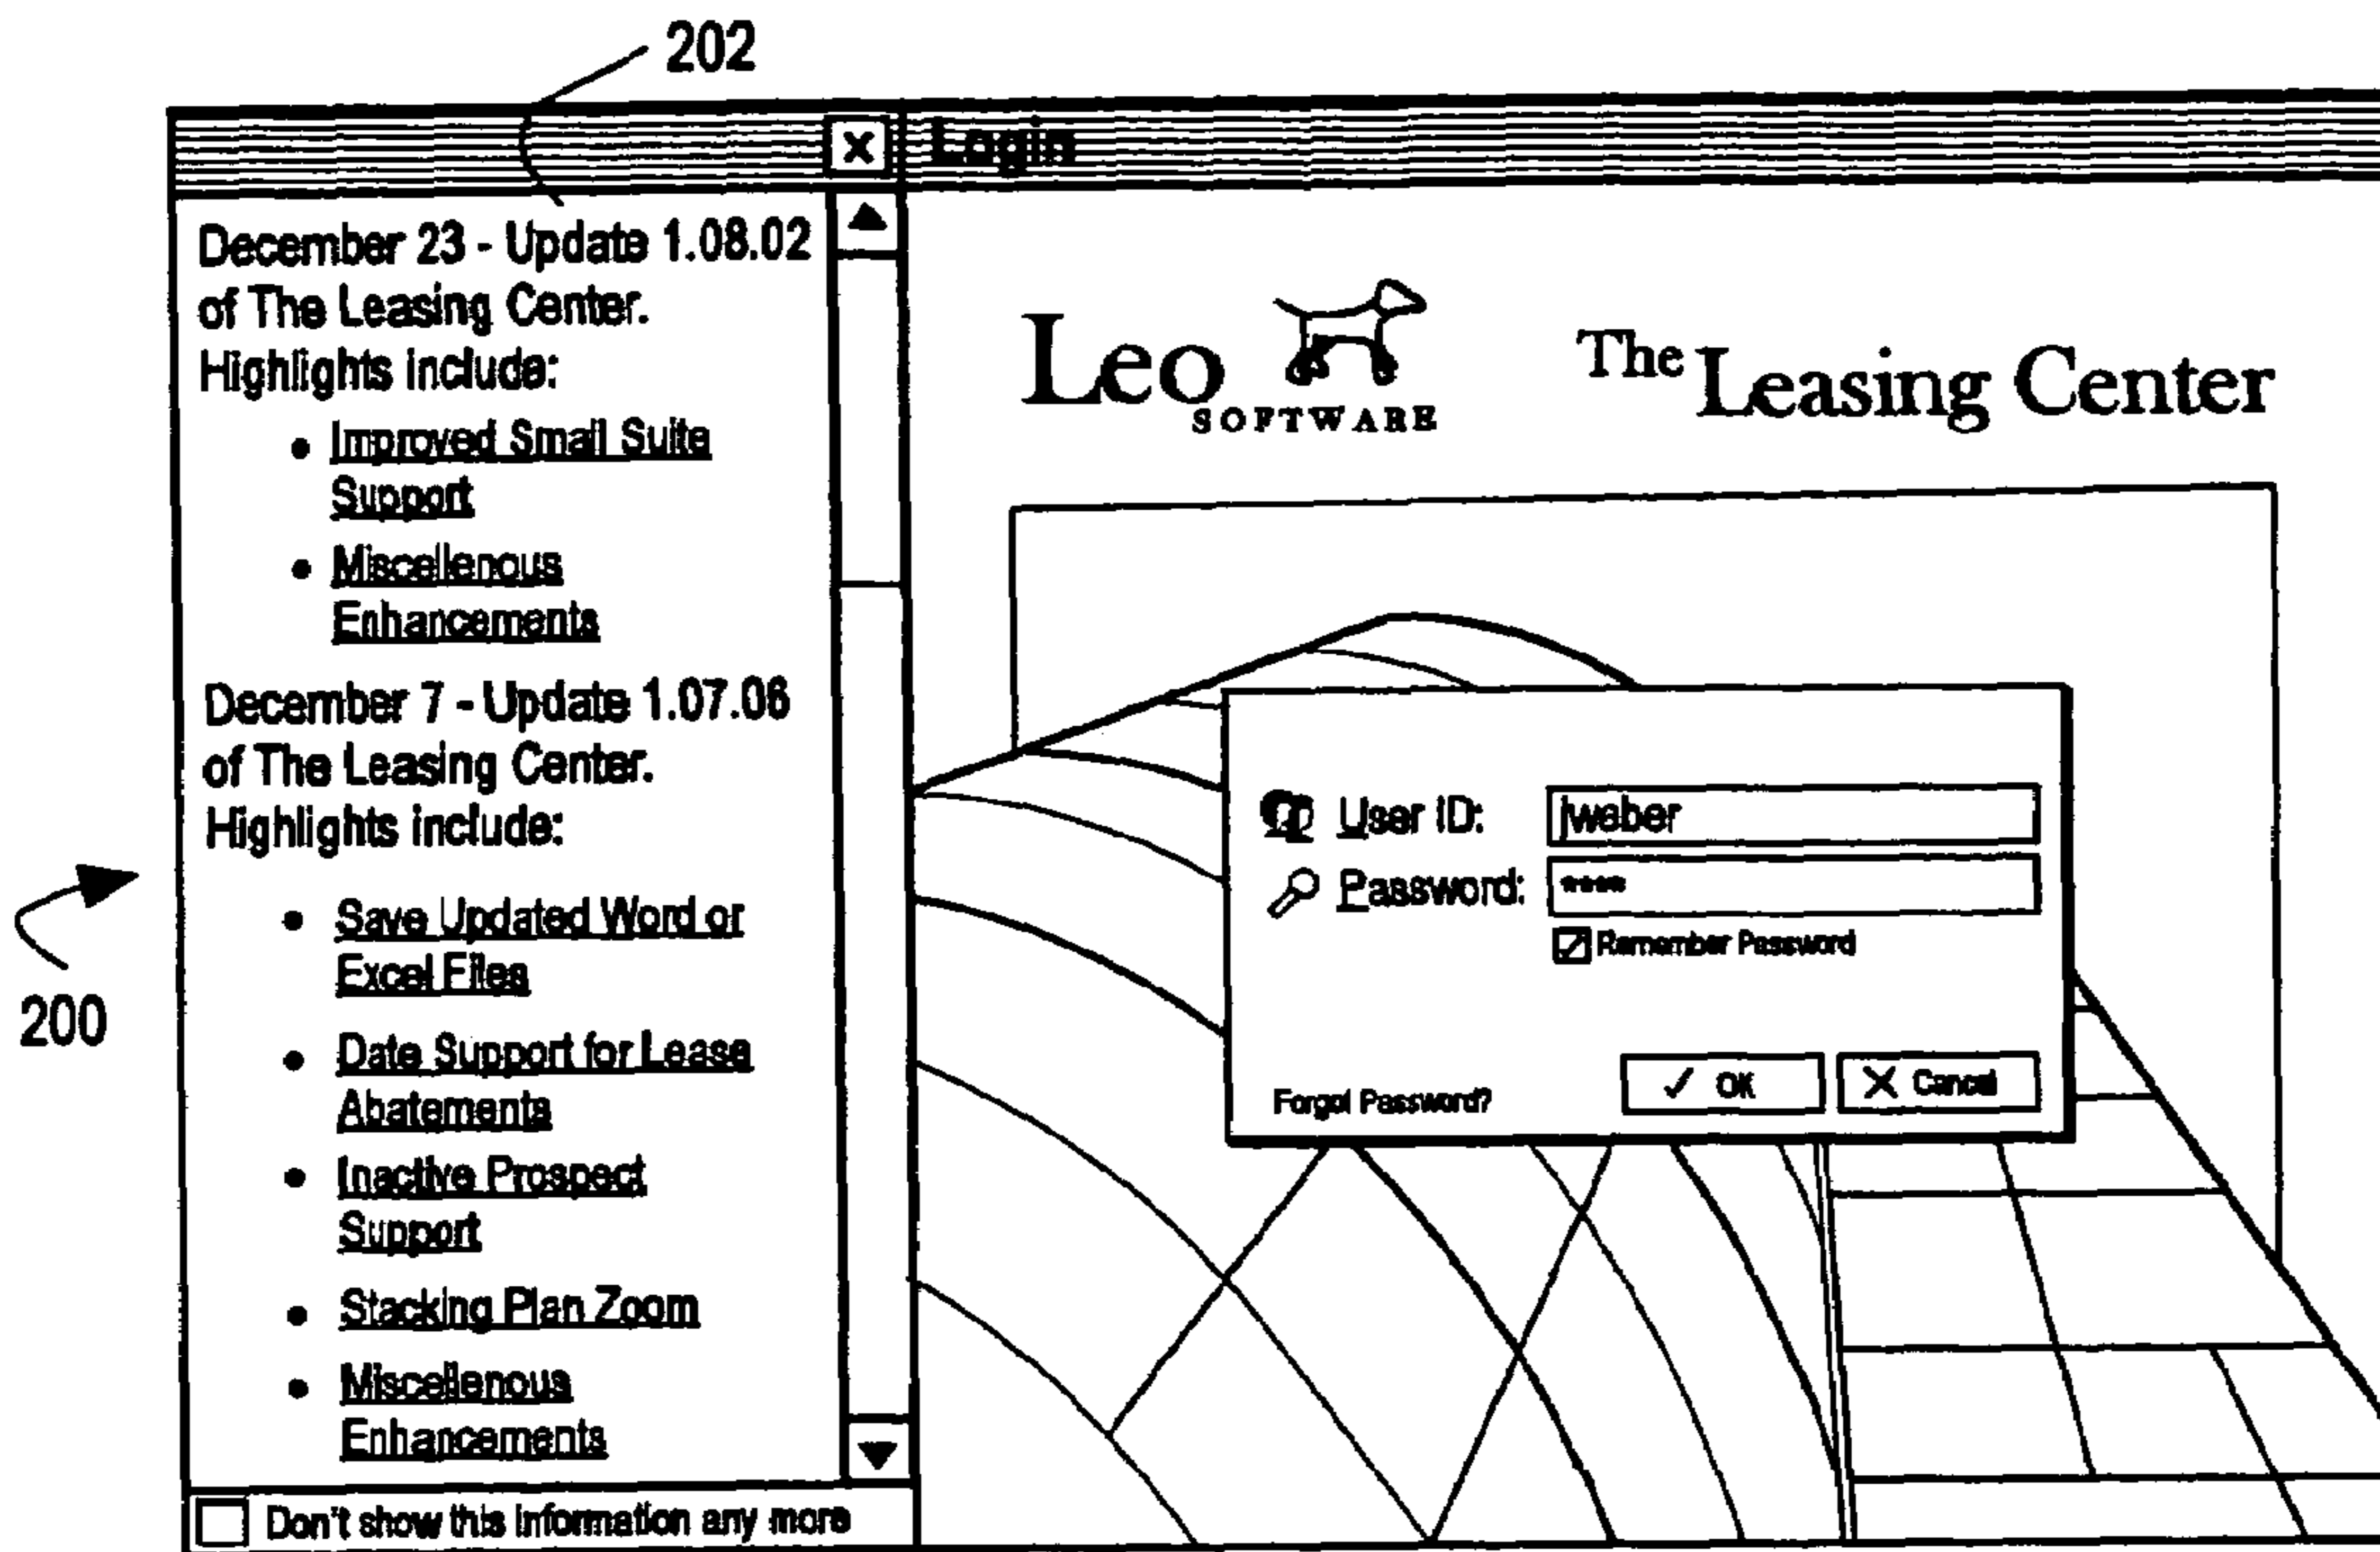 202
Login
December 23 - Update 1.08.02
of The Leasing Center.
Highlights include:
• Improved Small Suite
Support
• Miscellenous
Enhancements
December 7 - Update 1.07.06
of The Leasing Center.
Highlights include:
• Save Updated Word or
Excel Files
• Date Support for Lease
Abatements
• Inactive Prospect
Support
• Stacking Plan Zoom
• Miscellenous
Enhancements
Don't show this information any more
200
Leo
SOFTWARE
The Leasing Center
User ID: jweber
Password: ****
Remember Password
Forgot Password?
OK
Cancel